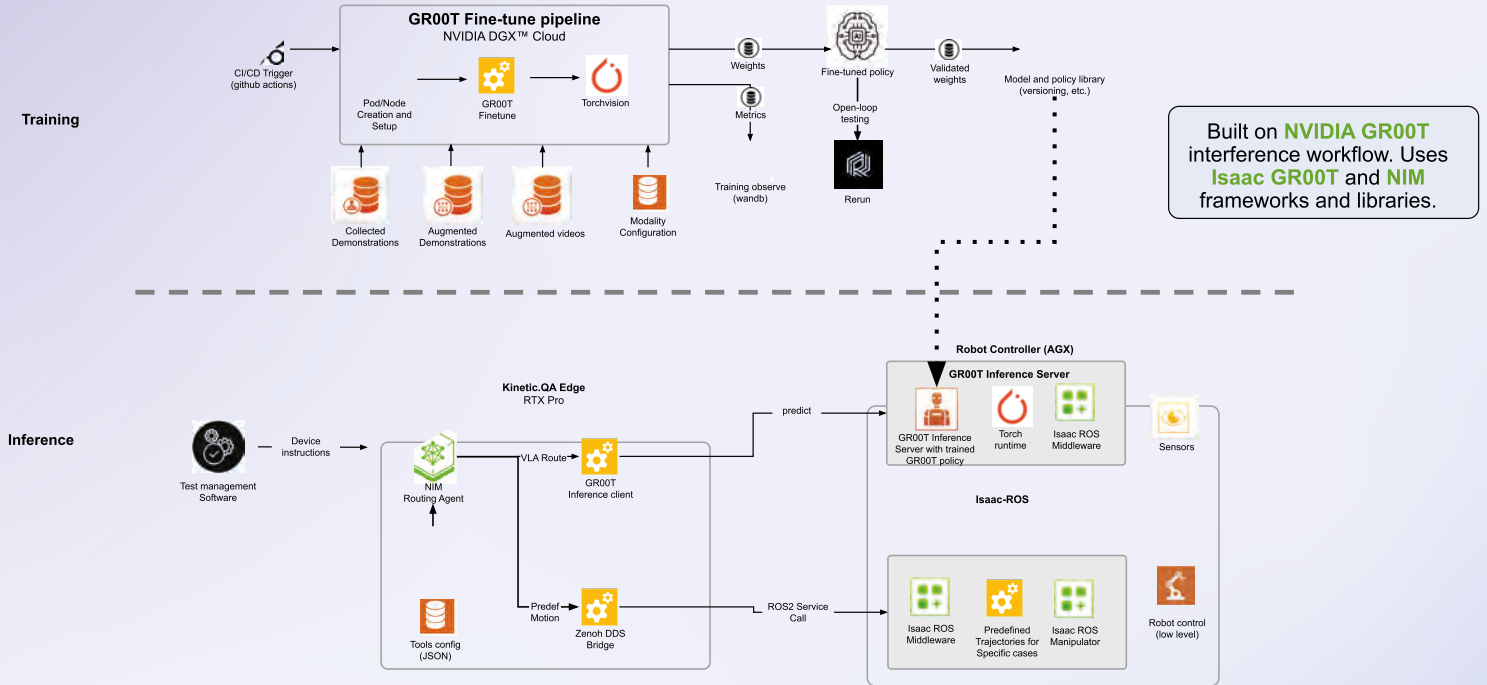 GR00T Fine-tune pipeline
NVIDIA DGX™ Cloud
CI/CD Trigger
(github actions)
Pod/Node
Creation and
Setup
GR00T
Finetune
Torchvision
Weights
Metrics
Training observe
(wandb)
Fine-tuned policy
Open-loop
testing
Rerun
Validated
weights
Model and policy library
(versioning, etc.)
Training
Collected
Demonstrations
Augmented
Demonstrations
Augmented videos
Modality
Configuration
Built on NVIDIA GR00T
interference workflow. Uses
Isaac GR00T and NIM
frameworks and libraries.
Inference
Test management
Software
Device
instructions
Kinetic.QA Edge
RTX Pro
NIM
Routing Agent
VLA Route
GR00T
Inference client
Tools config
(JSON)
Predef
Motion
Zenoh DDS
Bridge
predict
ROS2 Service
Call
Robot Controller (AGX)
GR00T Inference Server
GR00T Inference
Server with trained
GR00T policy
Torch
runtime
Isaac ROS
Middleware
Sensors
Isaac-ROS
Isaac ROS
Middleware
Predefined
Trajectories for
Specific cases
Isaac ROS
Manipulator
Robot control
(low level)